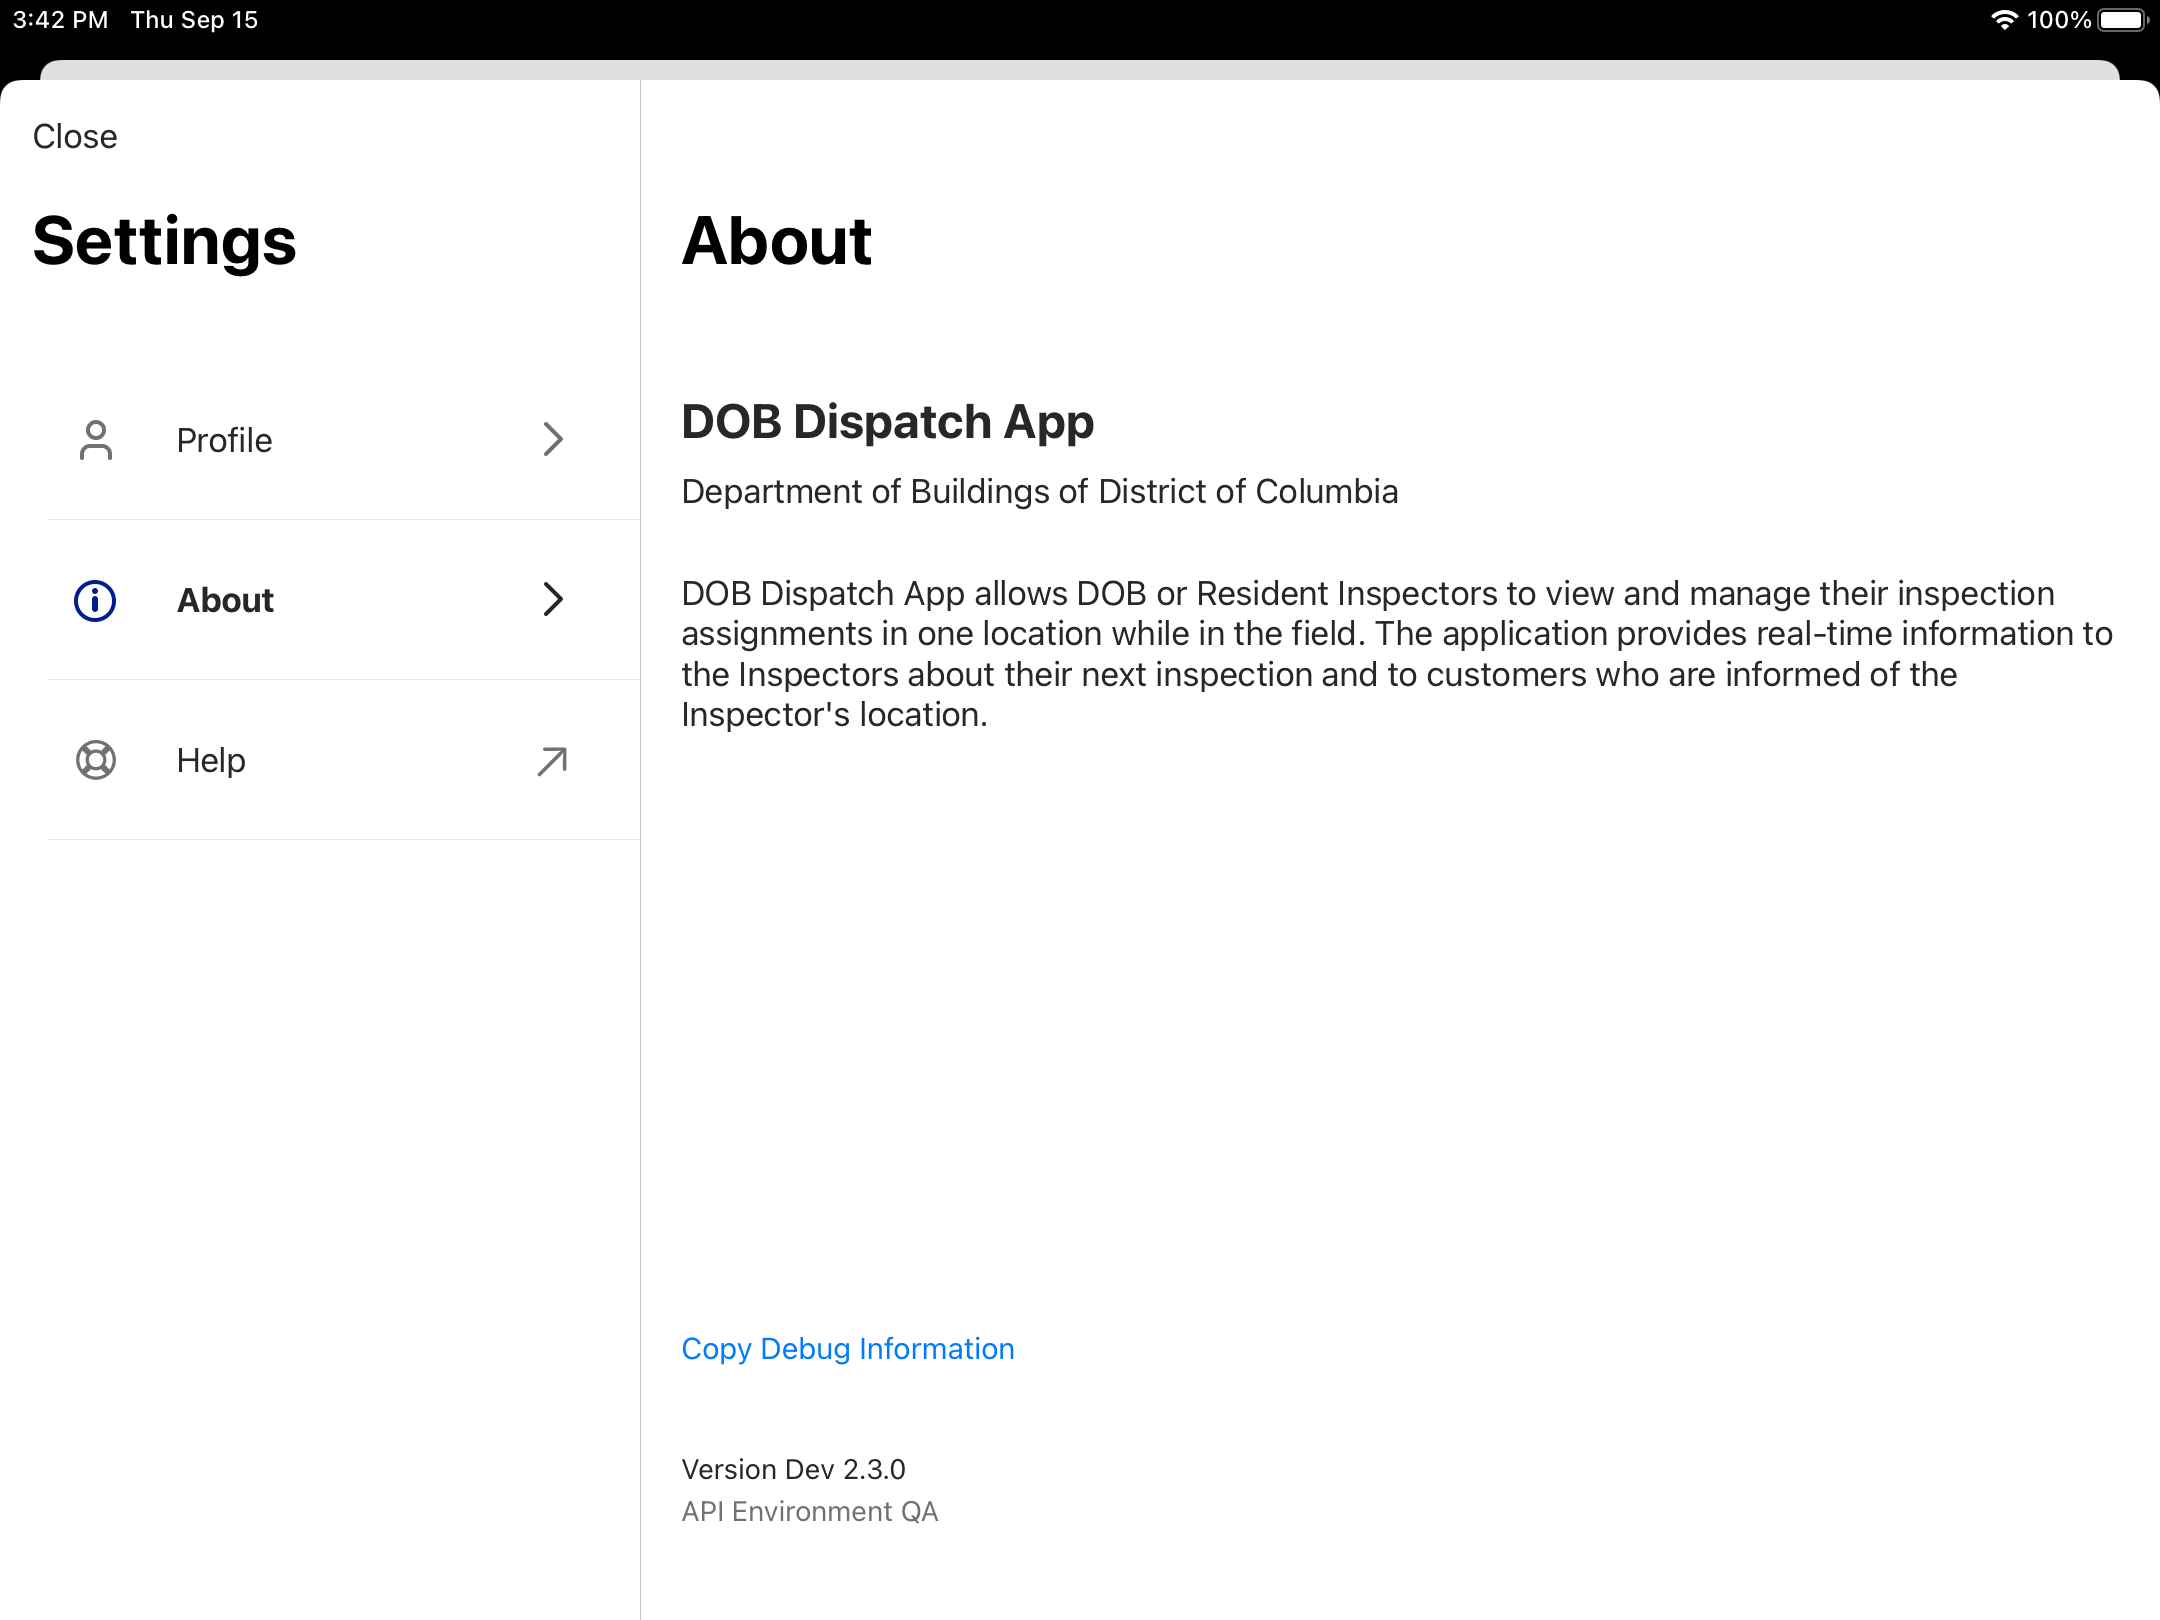 3:42 PM Thu Sep 15
100%
Close
Settings
Profile
About
Help
About
DOB Dispatch App
Department of Buildings of District of Columbia
DOB Dispatch App allows DOB or Resident Inspectors to view and manage their inspection
assignments in one location while in the field. The application provides real-time information to
the Inspectors about their next inspection and to customers who are informed of the
Inspector's location.
Copy Debug Information
Version Dev 2.3.0
API Environment QA